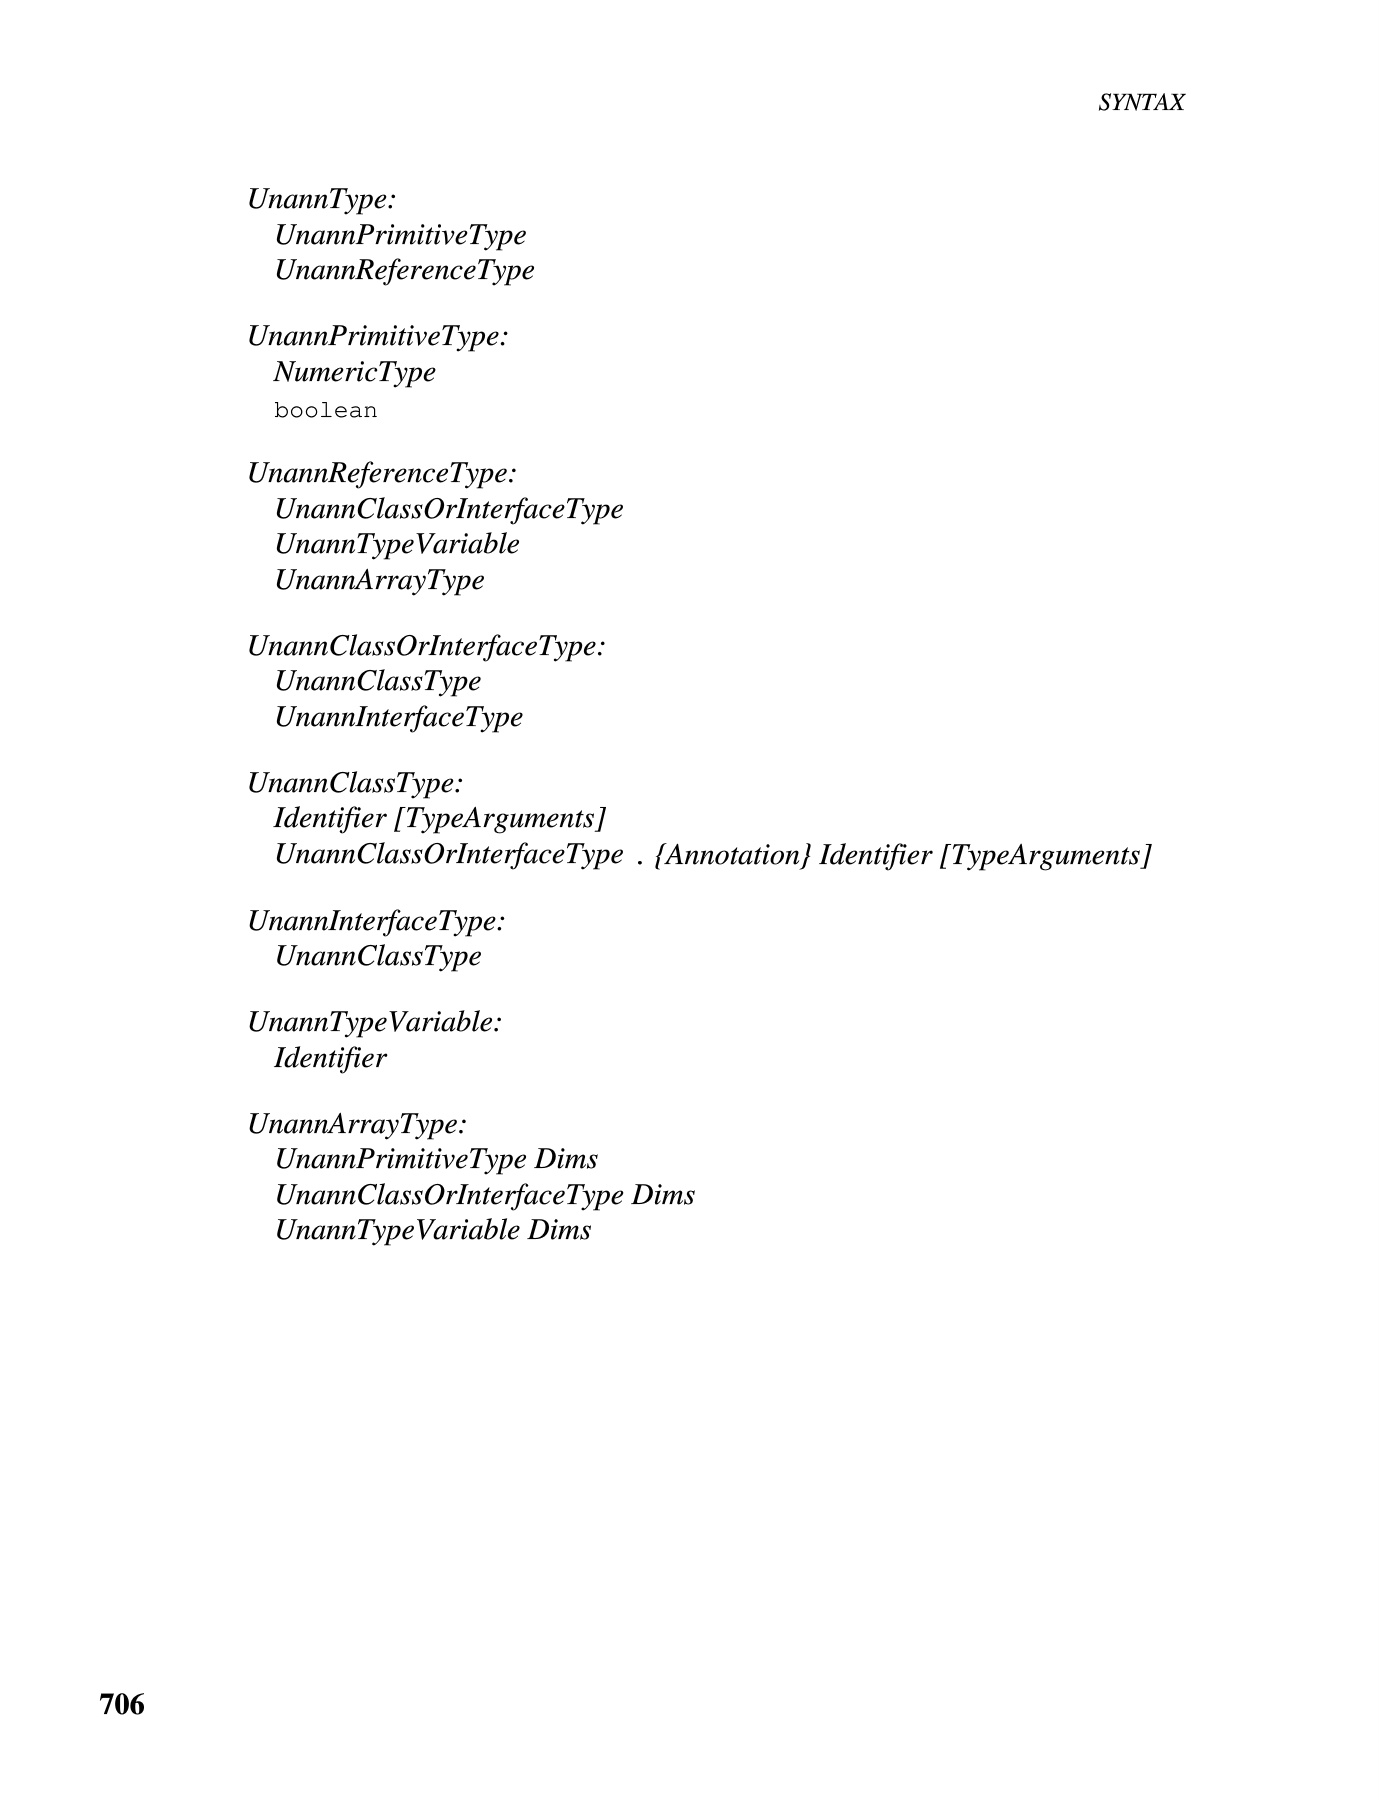 SYNTAX
UnannType:
UnannPrimitiveType
UnannReferenceType
UnannPrimitiveType:
NumericType
boolean
UnannReferenceType:
UnannClassOrInterfaceType
UnannTypeVariable
UnannArrayType
UnannClassOrInterfaceType:
UnannClassType
UnannInterfaceType
UnannClassType:
Identifier [TypeArguments]
UnannClassOrInterfaceType . {Annotation} Identifier [TypeArguments]
UnannInterfaceType:
UnannClassType
UnannTypeVariable:
Identifier
UnannArrayType:
UnannPrimitiveType Dims
UnannClassOrInterfaceType Dims
UnannTypeVariable Dims
706